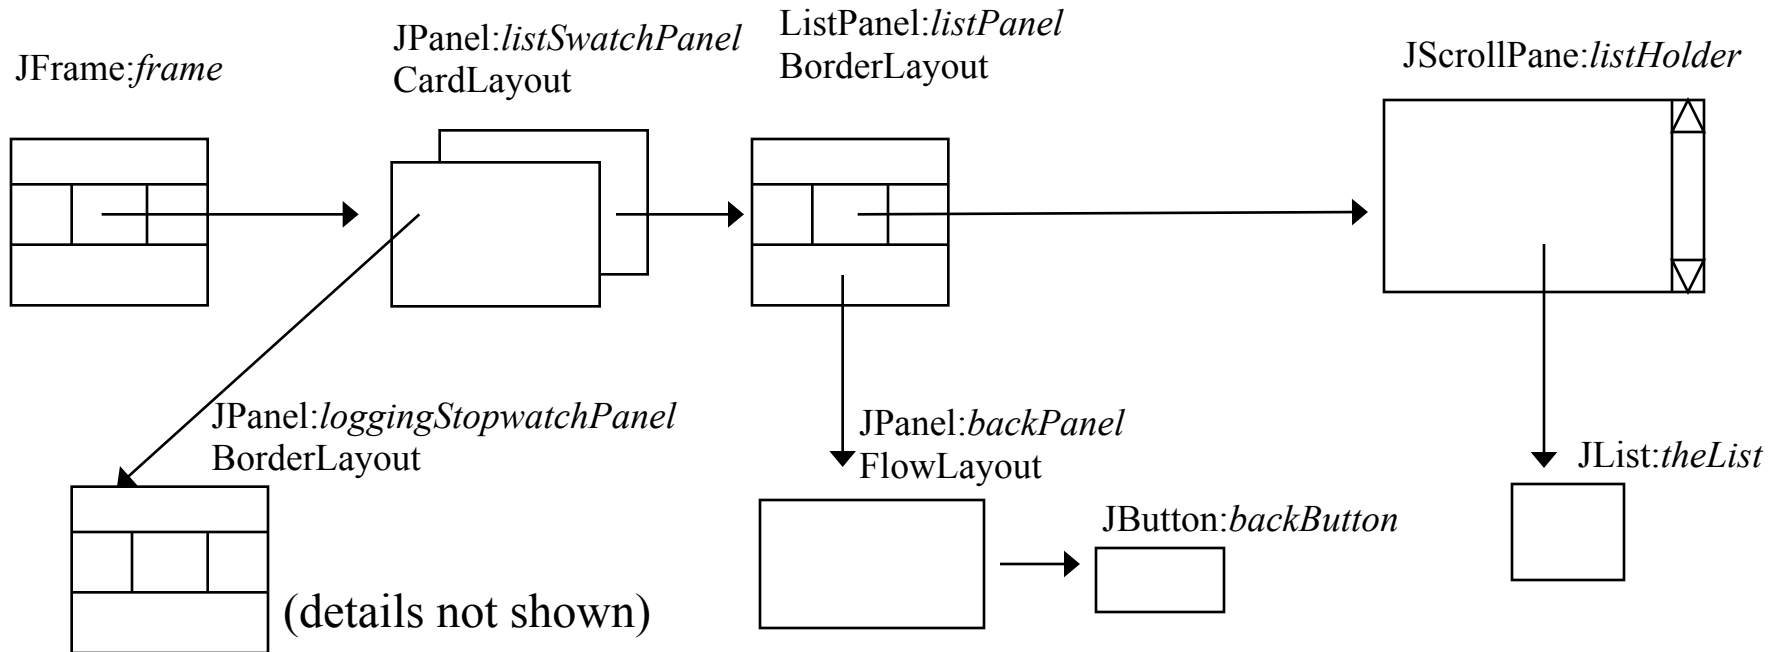 JFrame:frame
JPanel:listSwatchPanel
CardLayout
ListPanel:listPanel
BorderLayout
JScrollPane:listHolder
JPanel:loggingStopwatchPanel
BorderLayout
(details not shown)
JPanel:backPanel
FlowLayout
JButton:backButton
JList:theList